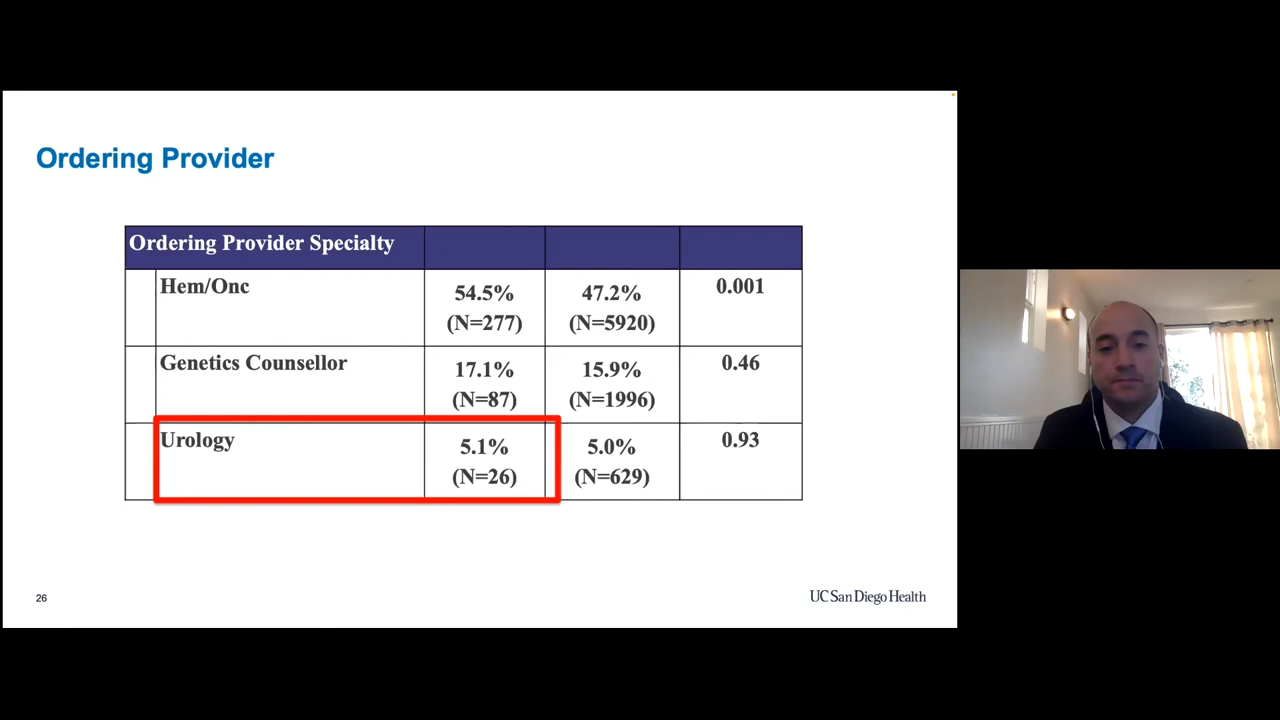 Ordering Provider
Ordering Provider Specialty
Hem/Onc
54.5%
(N=277)
47.2%
(N=5920)
0.001
Genetics Counsellor
17.1%
(N=87)
15.9%
(N=1996)
0.46
Urology
5.1%
(N=26)
5.0%
(N=629)
0.93
26
UC San Diego Health